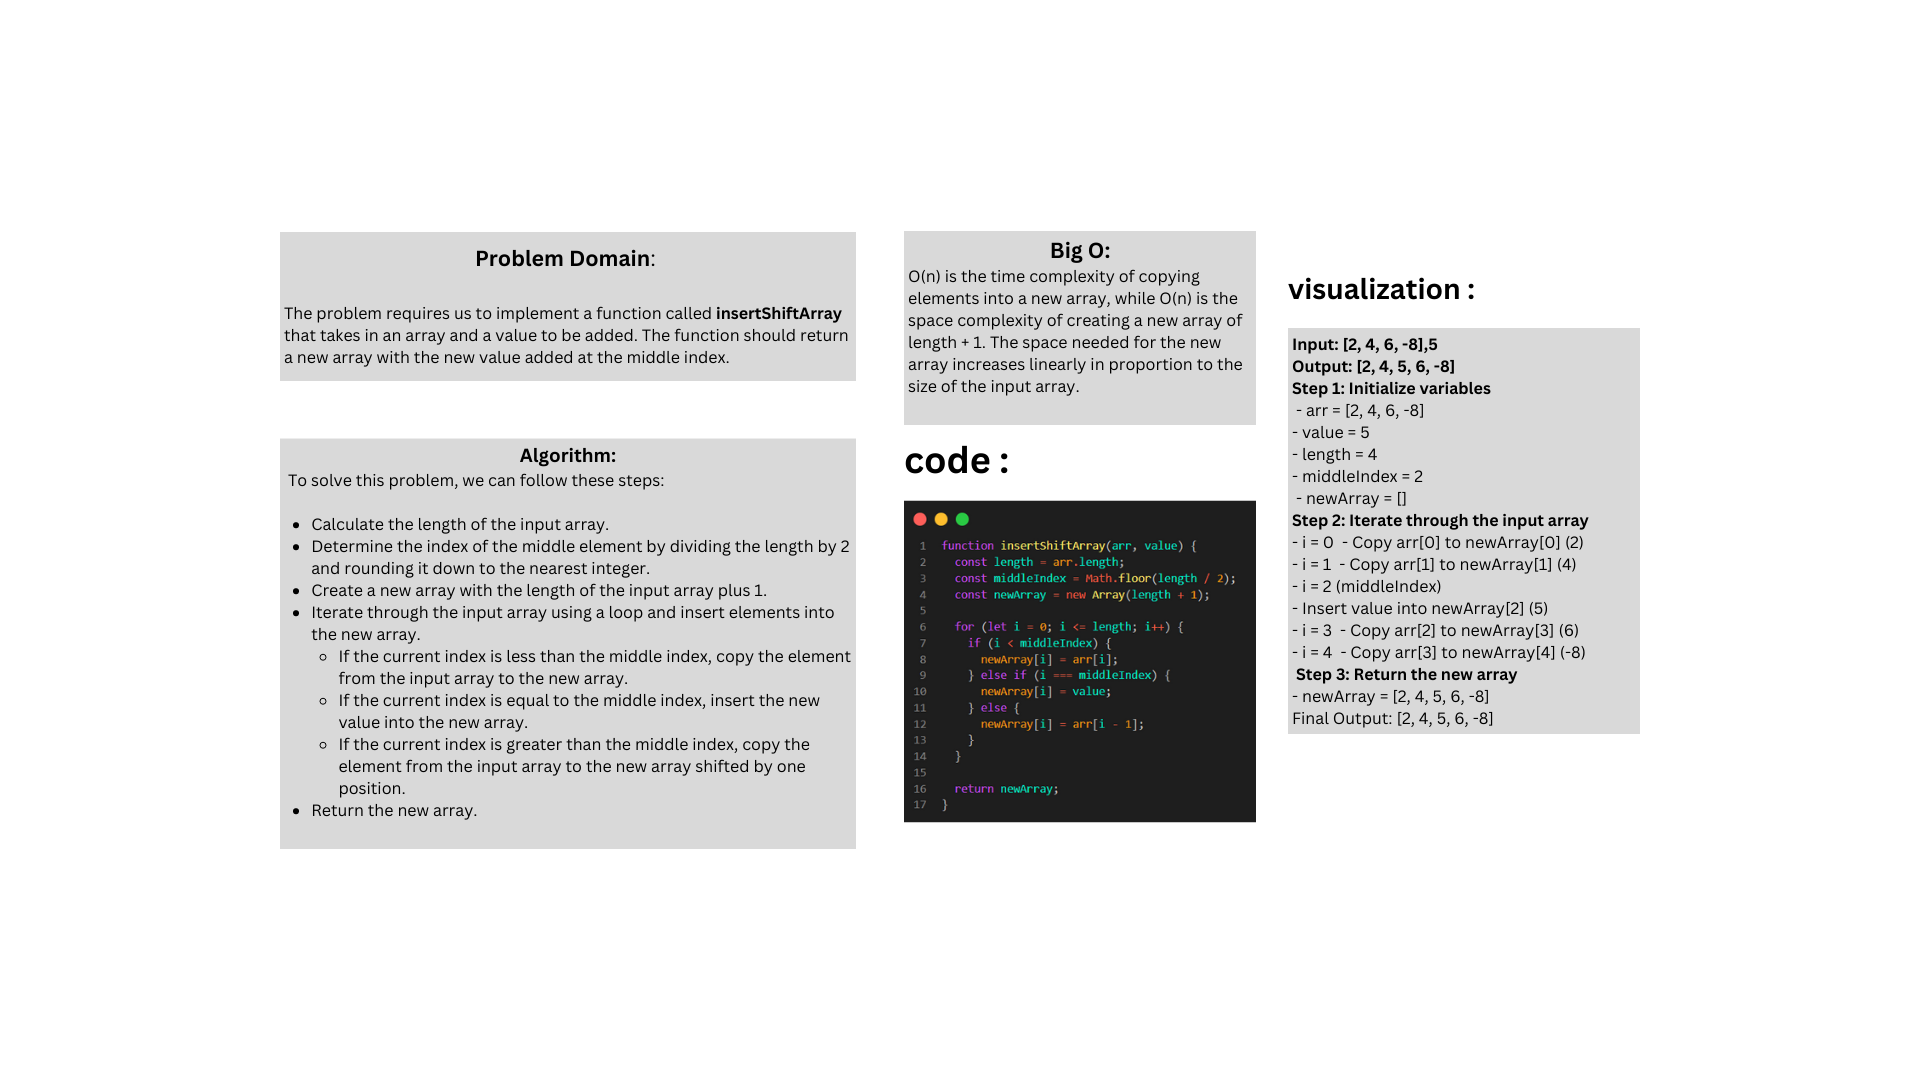 Problem Domain:
The problem requires us to implement a function called insertShiftArray
that takes in an array and a value to be added. The function should return
a new array with the new value added at the middle index.
Algorithm:
To solve this problem, we can follow these steps:
• Calculate the length of the input array.
• Determine the index of the middle element by dividing the length by 2
and rounding it down to the nearest integer.
• Create a new array with the length of the input array plus 1.
• Iterate through the input array using a loop and insert elements into
the new array.
◦ If the current index is less than the middle index, copy the element
from the input array to the new array.
◦ If the current index is equal to the middle index, insert the new
value into the new array.
◦ If the current index is greater than the middle index, copy the
element from the input array to the new array shifted by one
position.
• Return the new array.
Big O:
O(n) is the time complexity of copying
elements into a new array, while O(n) is the
space complexity of creating a new array of
length + 1. The space needed for the new
array increases linearly in proportion to the
size of the input array.
code :
1 function insertShiftArray(arr, value) {
2   const length = arr.length;
3   const middleIndex = Math.floor(length / 2);
4   const newArray = new Array(length + 1);
5
6   for (let i = 0; i <= length; i++) {
7     if (i < middleIndex) {
8       newArray[i] = arr[i];
9     } else if (i === middleIndex) {
10       newArray[i] = value;
11     } else {
12       newArray[i] = arr[i - 1];
13     }
14   }
15
16   return newArray;
17 }
visualization :
Input: [2, 4, 6, -8],5
Output: [2, 4, 5, 6, -8]
Step 1: Initialize variables
- arr = [2, 4, 6, -8]
- value = 5
- length = 4
- middleIndex = 2
- newArray = []
Step 2: Iterate through the input array
- i = 0 - Copy arr[0] to newArray[0] (2)
- i = 1 - Copy arr[1] to newArray[1] (4)
- i = 2 (middleIndex)
- Insert value into newArray[2] (5)
- i = 3 - Copy arr[2] to newArray[3] (6)
- i = 4 - Copy arr[3] to newArray[4] (-8)
Step 3: Return the new array
- newArray = [2, 4, 5, 6, -8]
Final Output: [2, 4, 5, 6, -8]